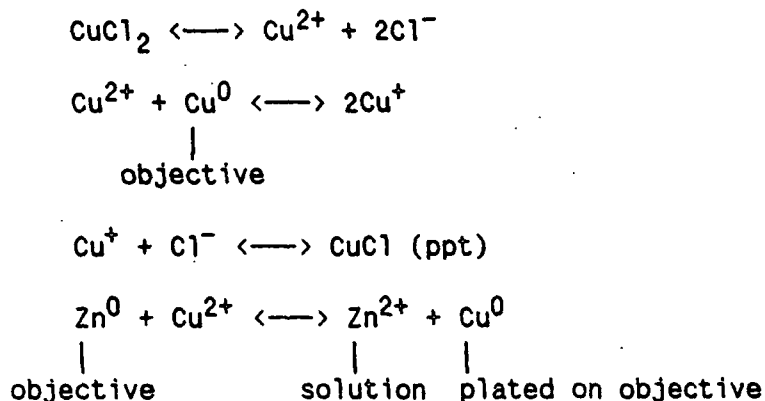 CuCl₂ <——> Cu²⁺ + 2Cl⁻
Cu²⁺ + Cu⁰ <——> 2Cu⁺
objective
Cu⁺ + Cl⁻ <——> CuCl (ppt)
Zn⁰ + Cu²⁺ <——> Zn²⁺ + Cu⁰
objective solution plated on objective